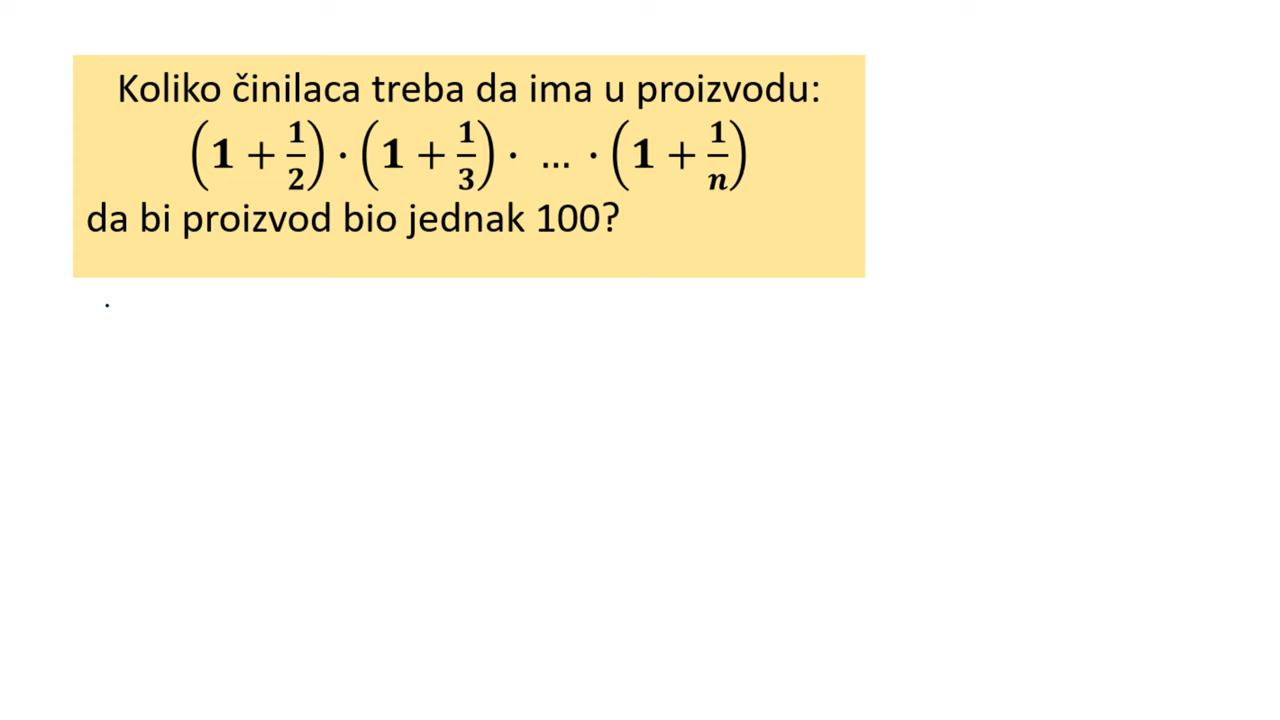 Koliko činilaca treba da ima u proizvodu:
(1 + 1/2) · (1 + 1/3) · … · (1 + 1/n)
da bi proizvod bio jednak 100?